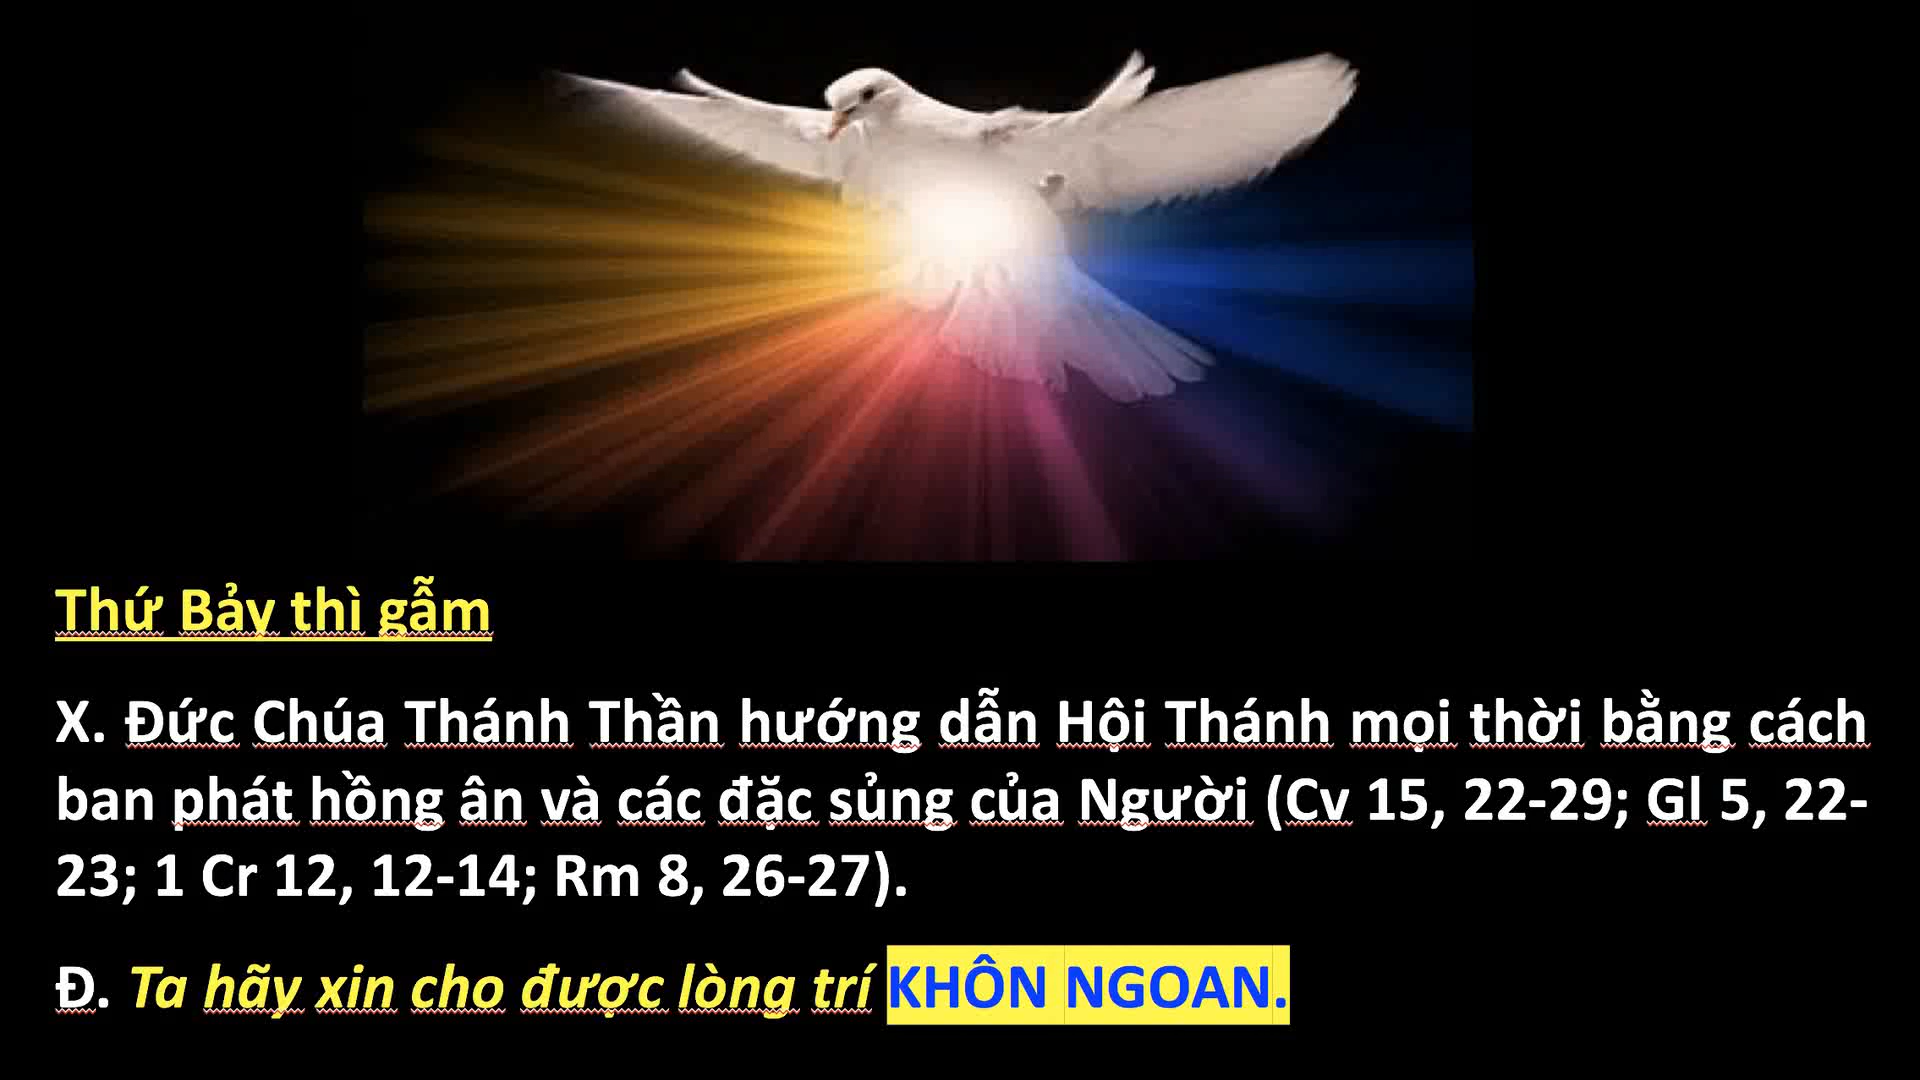 Thứ Bảy thì gẫm
X. Đức Chúa Thánh Thần hướng dẫn Hội Thánh mọi thời bằng cách
ban phát hồng ân và các đặc sủng của Người (Cv 15, 22-29; Gl 5, 22-
23; 1 Cr 12, 12-14; Rm 8, 26-27).
Đ. Ta hãy xin cho được lòng trí KHÔN NGOAN.